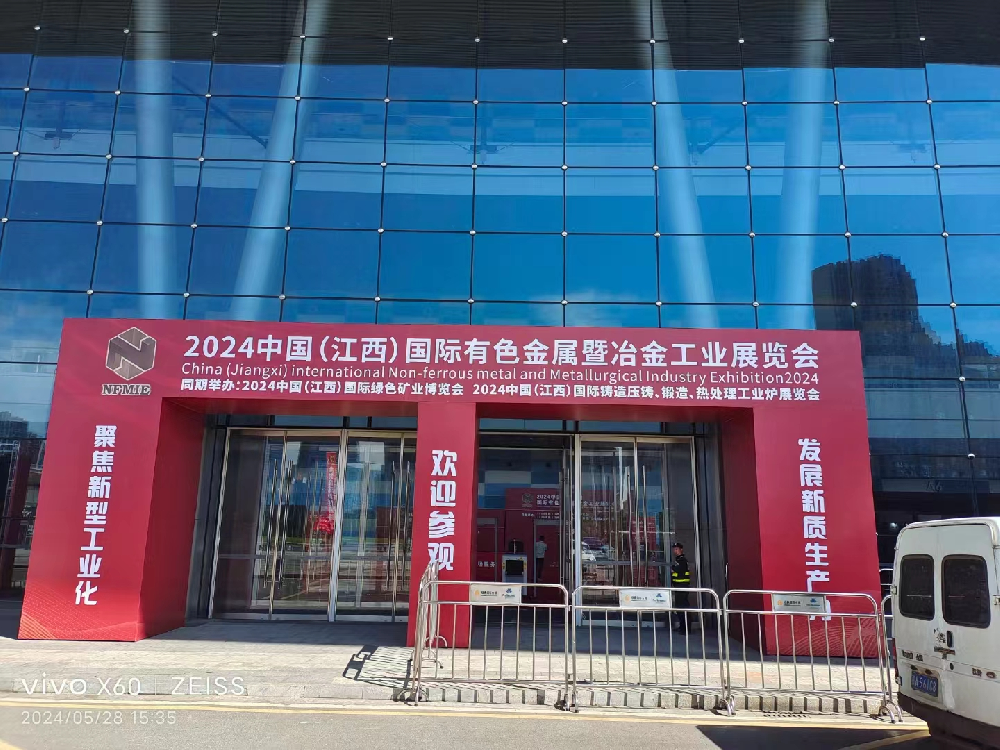 2024中国(江西)国际有色金属暨冶金工业展览会
China (Jiangxi) international Non-ferrous metal and Metallurgical Industry Exhibition2024
同期举办:2024中国(江西)国际绿色矿业博览会 2024中国(江西)国际铸造压铸、锻造、热处理工业炉展览会
NFMIE
聚焦新型工业化
欢迎参观
发展新质生产
vivo X60 | ZEISS
2024/05/28 15:35